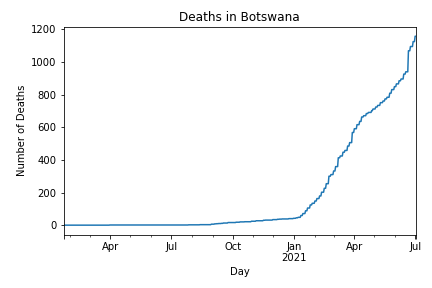 Deaths in Botswana
Number of Deaths
1200
1000
800
600
400
200
0
Apr
Jul
Oct
Jan
2021
Apr
Jul
Day